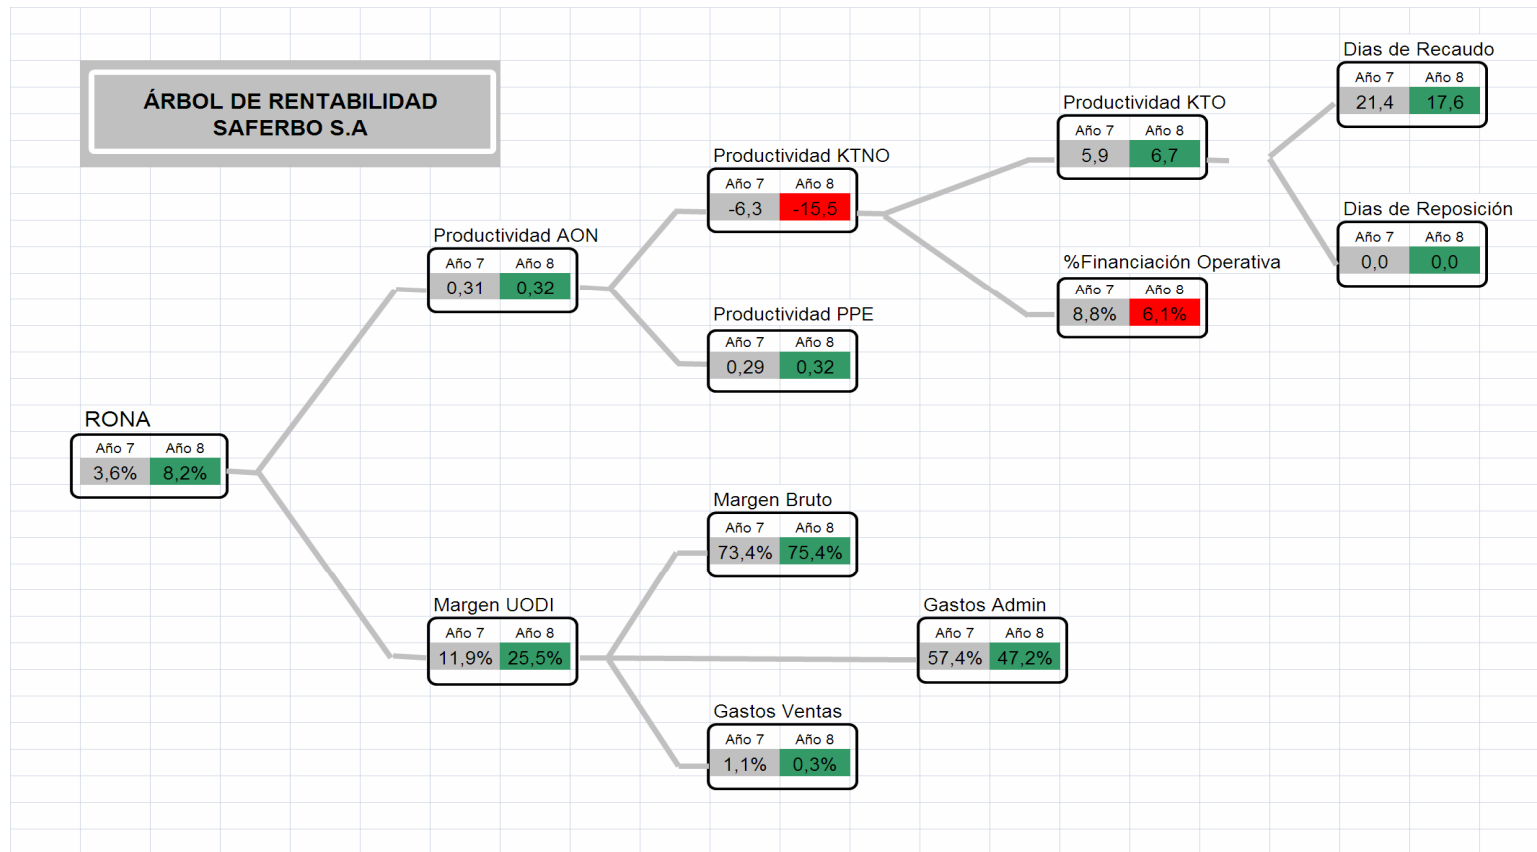 ÁRBOL DE RENTABILIDAD
SAFERBO S.A
Dias de Recaudo
Año 7 Año 8
21,4 17,6
Productividad KTO
Año 7 Año 8
5,9 6,7
Productividad KTNO
Año 7 Año 8
-6,3 -15,5
Dias de Reposición
Año 7 Año 8
0,0 0,0
Productividad AON
Año 7 Año 8
0,31 0,32
%Financiación Operativa
Año 7 Año 8
8,8% 6,1%
Productividad PPE
Año 7 Año 8
0,29 0,32
RONA
Año 7 Año 8
3,6% 8,2%
Margen Bruto
Año 7 Año 8
73,4% 75,4%
Margen UODI
Año 7 Año 8
11,9% 25,5%
Gastos Admin
Año 7 Año 8
57,4% 47,2%
Gastos Ventas
Año 7 Año 8
1,1% 0,3%